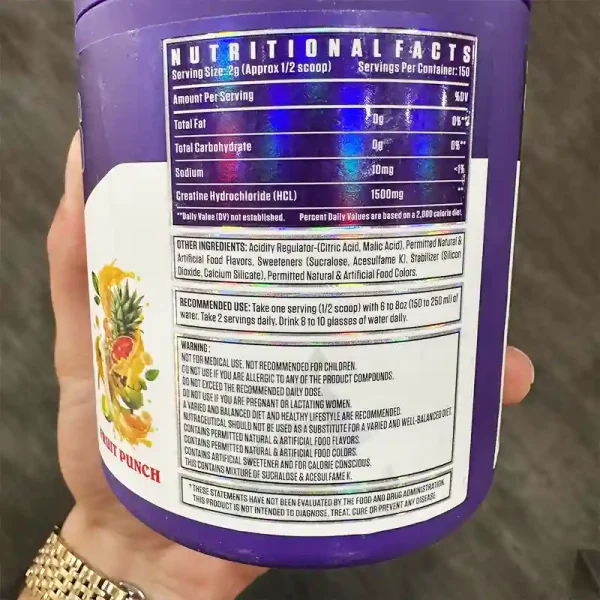 NUTRITIONAL FACTS
Serving Size: 2g (Approx 1/2 scoop) Servings Per Container: 150
Amount Per Serving %DV
Total Fat 0g 0%**
Total Carbohydrate 0g 0%**
Sodium 10mg <1%
Creatine Hydrochloride (HCL) 1500mg **
**Daily Value (DV) not established. Percent Daily Values are based on a 2,000 calorie diet.
OTHER INGREDIENTS: Acidity Regulator-(Citric Acid, Malic Acid), Permitted Natural &
Artificial Food Flavors, Sweeteners (Sucralose, Acesulfame K), Stabilizer (Silicon
Dioxide, Calcium Silicate), Permitted Natural & Artificial Food Colors.
RECOMMENDED USE: Take one serving (1/2 scoop) with 6 to 8oz (150 to 250 ml) of
water. Take 2 servings daily. Drink 8 to 10 glasses of water daily.
WARNING:
NOT FOR MEDICAL USE. NOT RECOMMENDED FOR CHILDREN.
DO NOT USE IF YOU ARE ALLERGIC TO ANY OF THE PRODUCT COMPOUNDS.
DO NOT EXCEED THE RECOMMENDED DAILY DOSE.
DO NOT USE IF YOU ARE PREGNANT OR LACTATING WOMEN.
A VARIED AND BALANCED DIET AND HEALTHY LIFESTYLE ARE RECOMMENDED.
NUTRACEUTICAL SHOULD NOT BE USED AS A SUBSTITUTE FOR A VARIED AND WELL-BALANCED DIET.
CONTAINS PERMITTED NATURAL & ARTIFICIAL FOOD FLAVORS.
CONTAINS PERMITTED NATURAL & ARTIFICIAL FOOD COLORS.
CONTAINS ARTIFICIAL SWEETENER AND FOR CALORIE CONSCIOUS.
THIS CONTAINS MIXTURE OF SUCRALOSE & ACESULFAME K.
*THESE STATEMENTS HAVE NOT BEEN EVALUATED BY THE FOOD AND DRUG ADMINISTRATION.
THIS PRODUCT IS NOT INTENDED TO DIAGNOSE, TREAT, CURE OR PREVENT ANY DISEASE.
FRUIT PUNCH